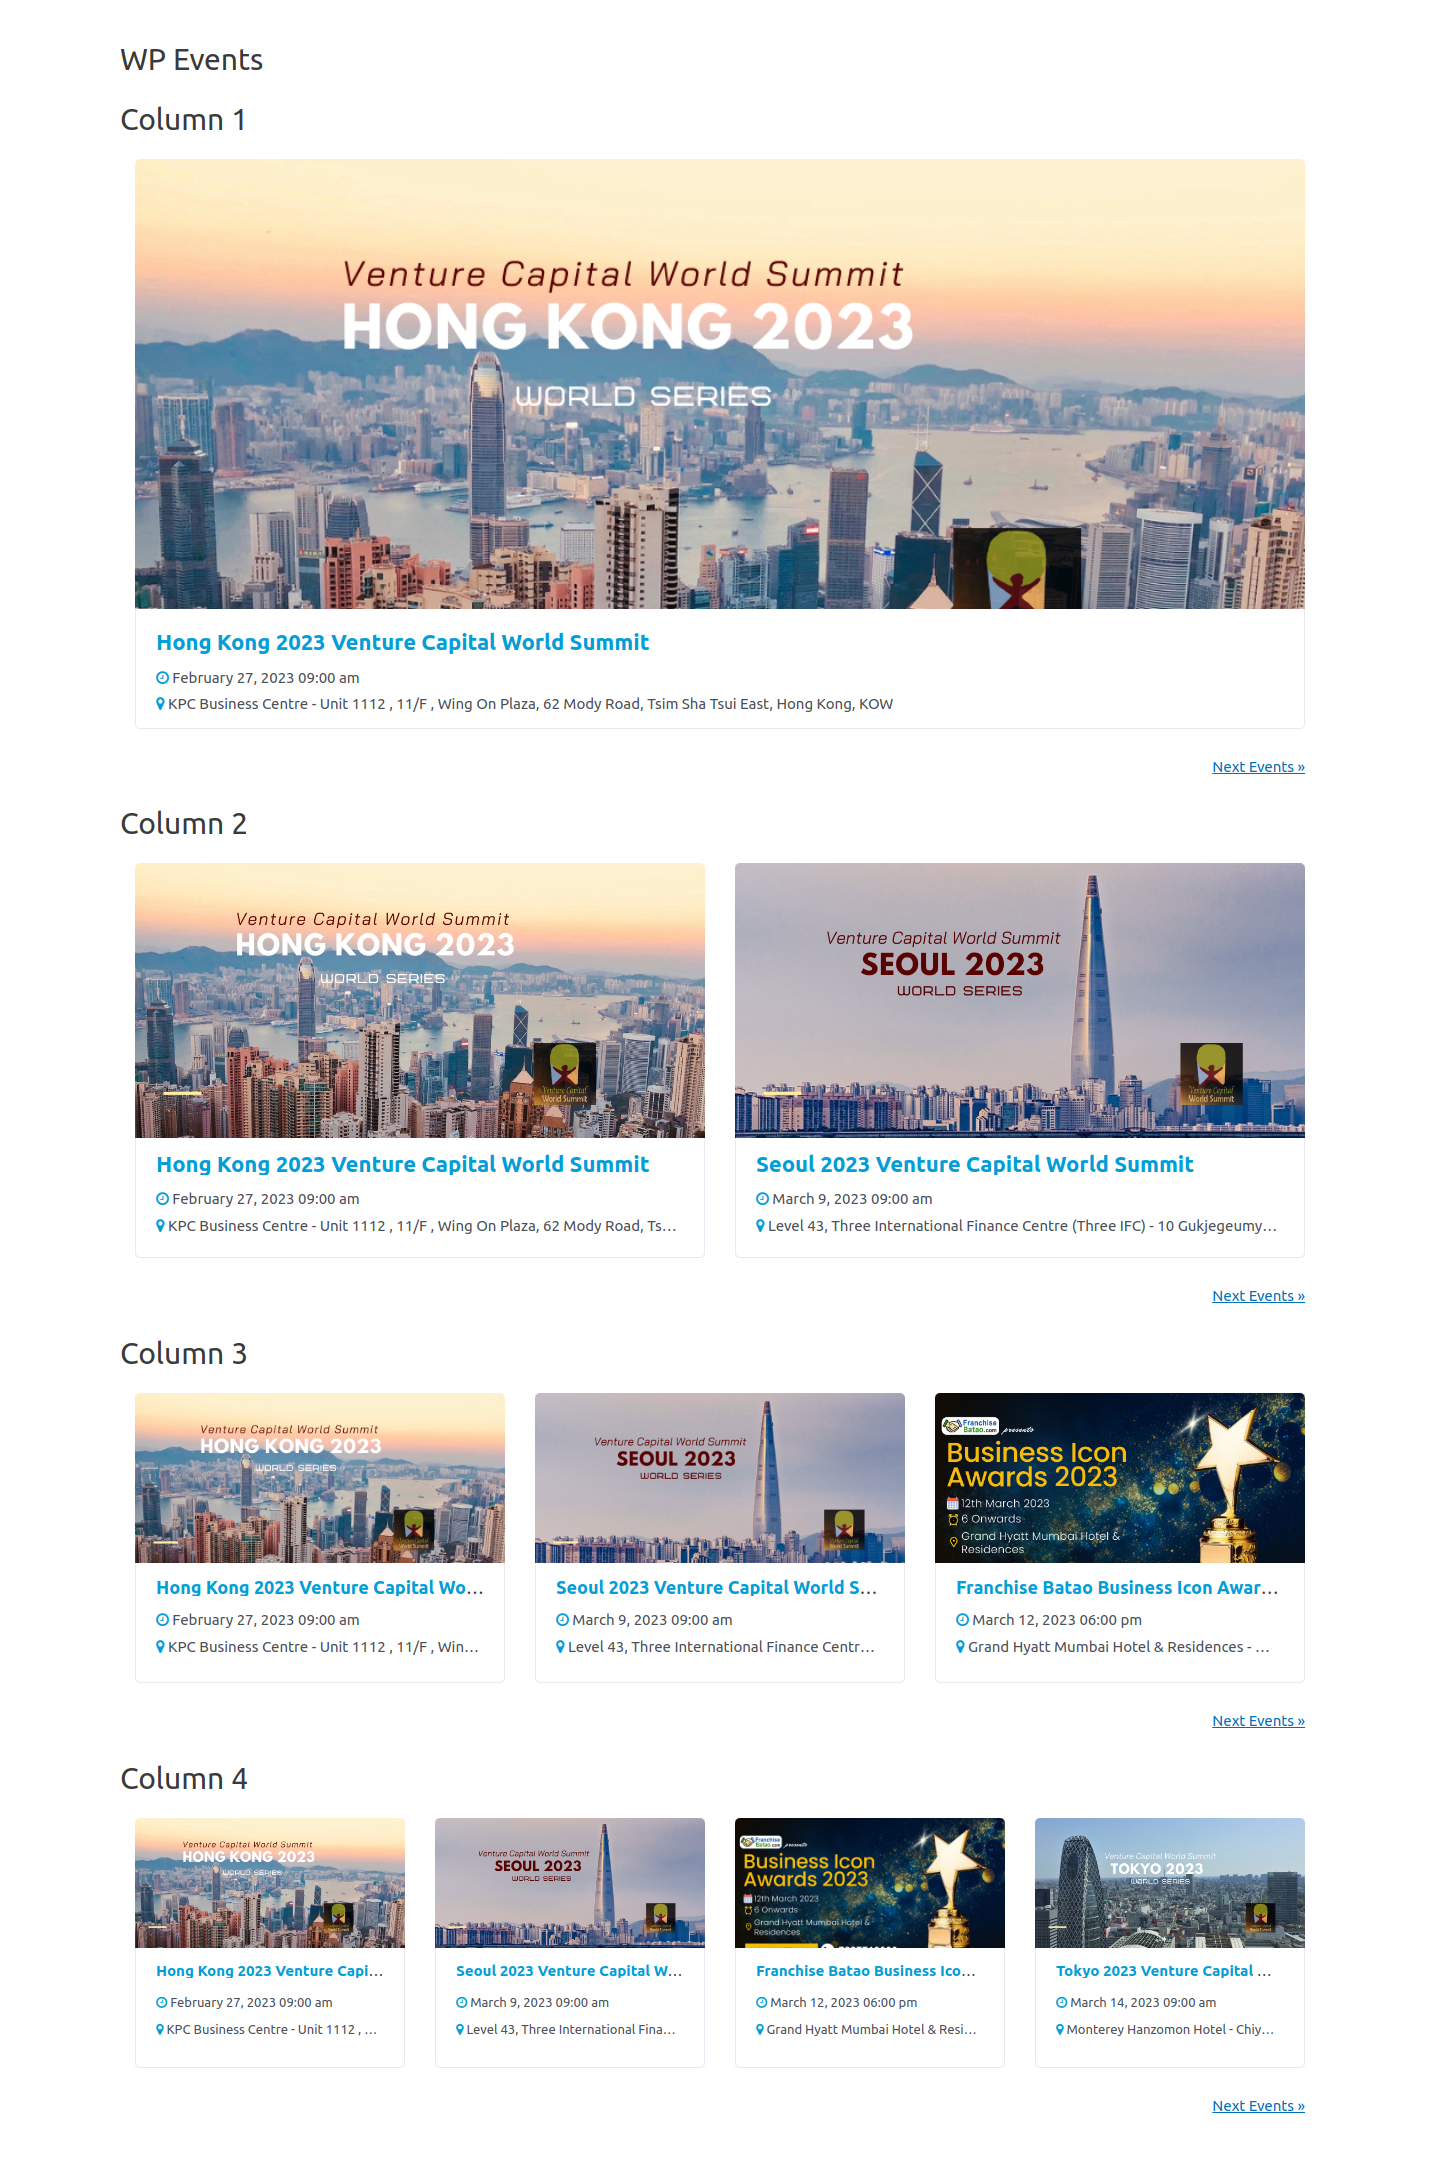 WP Events
Column 1
Venture Capital World Summit
HONG KONG 2023
WORLD SERIES
Hong Kong 2023 Venture Capital World Summit
February 27, 2023 09:00 am
KPC Business Centre - Unit 1112 , 11/F , Wing On Plaza, 62 Mody Road, Tsim Sha Tsui East, Hong Kong, KOW
Next Events »
Column 2
Venture Capital World Summit
HONG KONG 2023
WORLD SERIES
Venture Capital
World Summit
Hong Kong 2023 Venture Capital World Summit
February 27, 2023 09:00 am
KPC Business Centre - Unit 1112 , 11/F , Wing On Plaza, 62 Mody Road, Ts...
Venture Capital World Summit
SEOUL 2023
WORLD SERIES
Venture Capital
World Summit
Seoul 2023 Venture Capital World Summit
March 9, 2023 09:00 am
Level 43, Three International Finance Centre (Three IFC) - 10 Gukjegeumy...
Next Events »
Column 3
Venture Capital World Summit
HONG KONG 2023
WORLD SERIES
Hong Kong 2023 Venture Capital Wo...
February 27, 2023 09:00 am
KPC Business Centre - Unit 1112 , 11/F , Win...
Venture Capital World Summit
SEOUL 2023
WORLD SERIES
Seoul 2023 Venture Capital World S...
March 9, 2023 09:00 am
Level 43, Three International Finance Centr...
Franchise
Batao.com presents
Business Icon
Awards 2023
12th March 2023
6 Onwards
Grand Hyatt Mumbai Hotel &
Residences
Franchise Batao Business Icon Awar...
March 12, 2023 06:00 pm
Grand Hyatt Mumbai Hotel & Residences - ...
Next Events »
Column 4
Venture Capital World Summit
HONG KONG 2023
WORLD SERIES
Hong Kong 2023 Venture Capi...
February 27, 2023 09:00 am
KPC Business Centre - Unit 1112 , ...
Venture Capital World Summit
SEOUL 2023
WORLD SERIES
Seoul 2023 Venture Capital W...
March 9, 2023 09:00 am
Level 43, Three International Fina...
Franchise
Batao.com presents
Business Icon
Awards 2023
12th March 2023
6 Onwards
Grand Hyatt Mumbai Hotel &
Residences
Franchise Batao Business Ico...
March 12, 2023 06:00 pm
Grand Hyatt Mumbai Hotel & Resi...
Venture Capital World Summit
TOKYO 2023
WORLD SERIES
Tokyo 2023 Venture Capital ...
March 14, 2023 09:00 am
Monterey Hanzomon Hotel - Chiy...
Next Events »